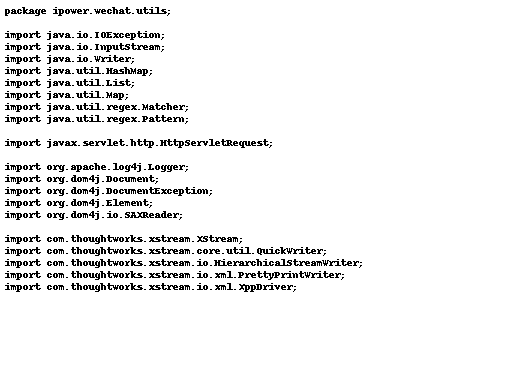 package ipower.wechat.utils;
import java.io.IOException;
import java.io.InputStream;
import java.io.Writer;
import java.util.HashMap;
import java.util.List;
import java.util.Map;
import java.util.regex.Matcher;
import java.util.regex.Pattern;
import javax.servlet.http.HttpServletRequest;
import org.apache.log4j.Logger;
import org.dom4j.Document;
import org.dom4j.DocumentException;
import org.dom4j.Element;
import org.dom4j.io.SAXReader;
import com.thoughtworks.xstream.XStream;
import com.thoughtworks.xstream.core.util.QuickWriter;
import com.thoughtworks.xstream.io.HierarchicalStreamWriter;
import com.thoughtworks.xstream.io.xml.PrettyPrintWriter;
import com.thoughtworks.xstream.io.xml.XppDriver;